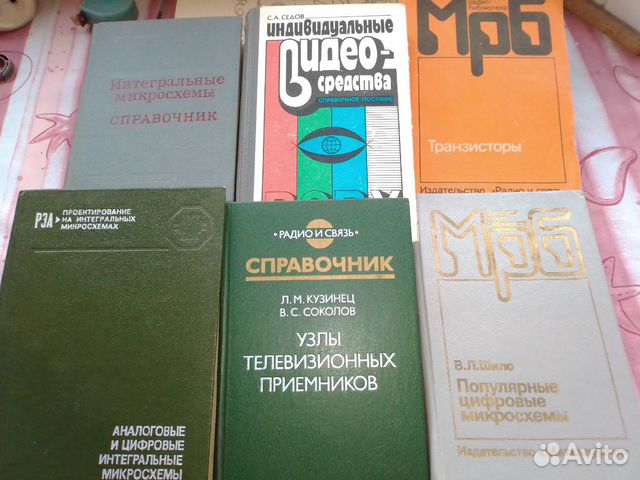 Интегральные
микросхемы
СПРАВОЧНИК
С.А. СЕДОВ
ИНДИВИДУАЛЬНЫЕ
ВИДЕО-
СРЕДСТВА
СПРАВОЧНОЕ ПОСОБИЕ
МРБ
Транзисторы
Издательство «Радио и связь»
РЭА
ПРОЕКТИРОВАНИЕ
НА ИНТЕГРАЛЬНЫХ
МИКРОСХЕМАХ
АНАЛОГОВЫЕ
И ЦИФРОВЫЕ
ИНТЕГРАЛЬНЫЕ
МИКРОСХЕМЫ
• РАДИО И СВЯЗЬ •
СПРАВОЧНИК
Л. М. КУЗИНЕЦ
В. С. СОКОЛОВ
УЗЛЫ
ТЕЛЕВИЗИОННЫХ
ПРИЕМНИКОВ
МРБ
В.Л. Шило
Популярные
цифровые
микросхемы
Издательство
Avito